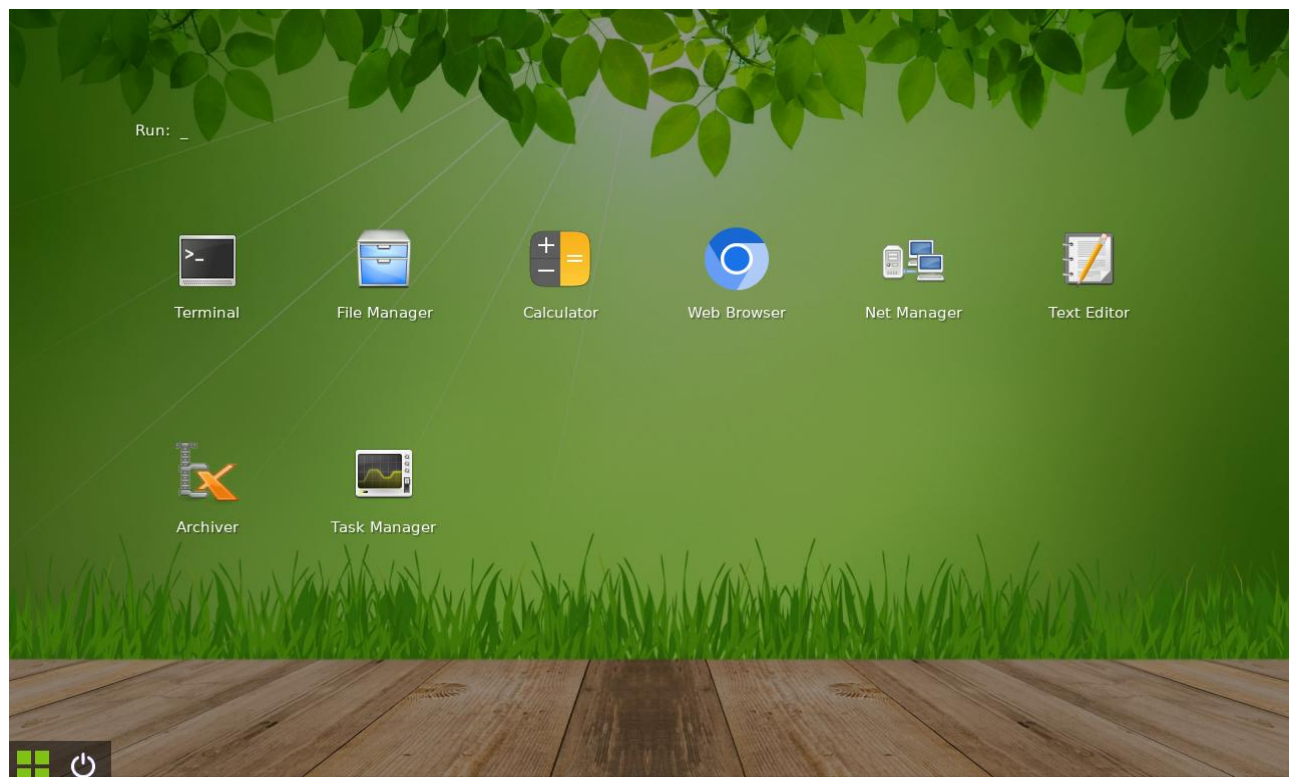 Run: _
Terminal
File Manager
Calculator
Web Browser
Net Manager
Text Editor
Archiver
Task Manager